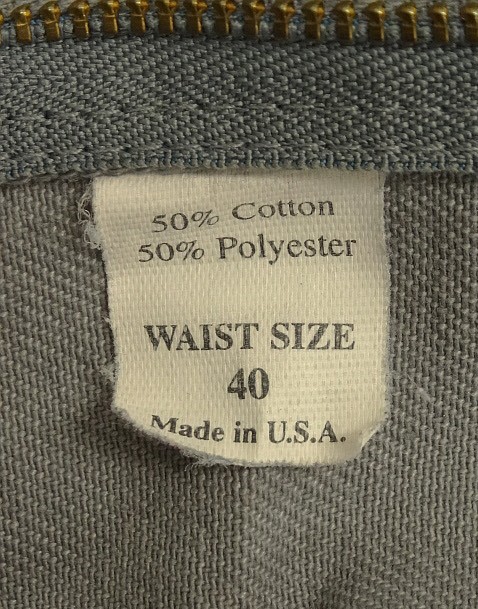 50% Cotton
50% Polyester
WAIST SIZE
40
Made in U.S.A.